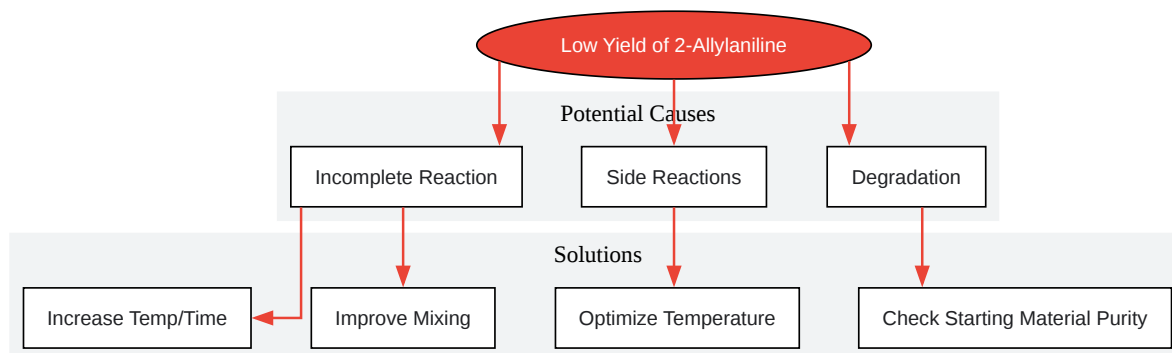 Low Yield of 2-Allylaniline
Potential Causes
Incomplete Reaction
Side Reactions
Degradation
Solutions
Increase Temp/Time
Improve Mixing
Optimize Temperature
Check Starting Material Purity